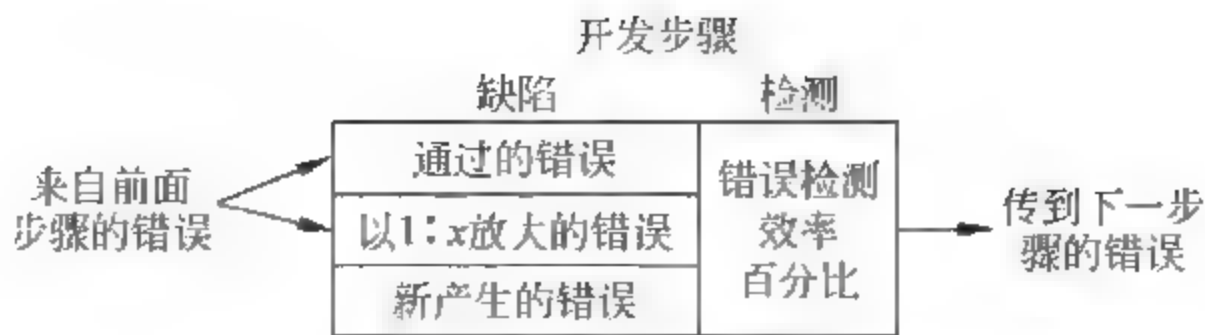 开发步骤
缺陷
检测
来自前面
步骤的错误
通过的错误
以1∶x放大的错误
新产生的错误
错误检测
效率
百分比
传到下一步
骤的错误